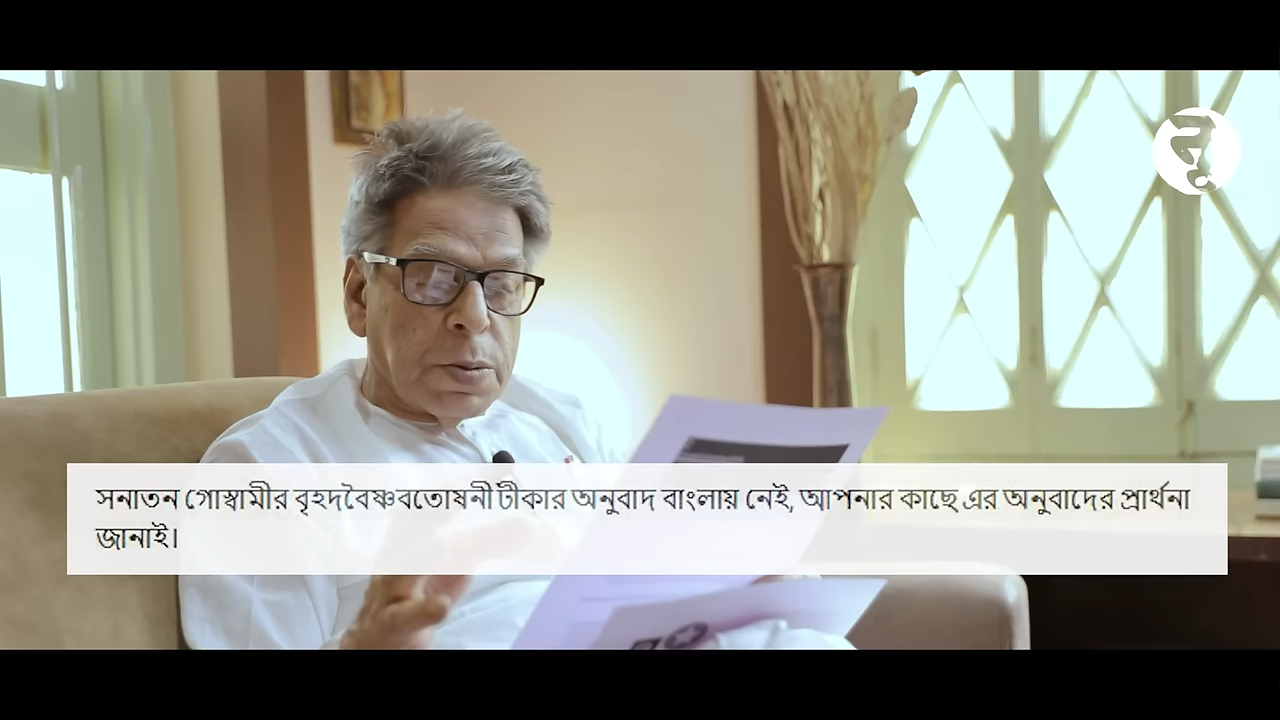 সনাতন গোস্বামীর বৃহদবৈষ্ণবতোষনী টীকার অনুবাদ বাংলায় নেই, আপনার কাছে এর অনুবাদের প্রার্থনা
জানাই।